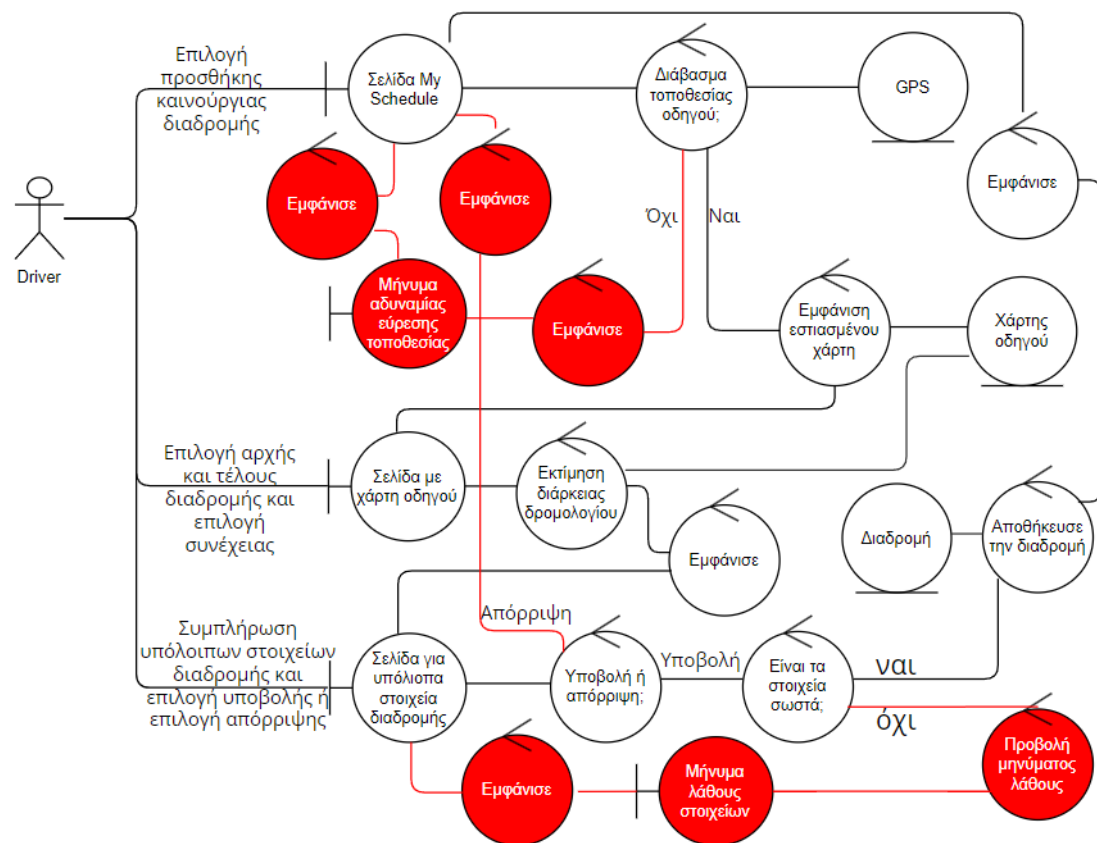 Επιλογή
προσθήκης
καινούργιας
διαδρομής
Σελίδα My
Schedule
Διάβασμα
τοποθεσίας
οδηγού;
GPS
Εμφάνισε
Εμφάνισε
Εμφάνισε
Όχι
Ναι
Driver
Μήνυμα
αδυναμίας
εύρεσης
τοποθεσίας
Εμφάνισε
Εμφάνιση
εστιασμένου
χάρτη
Χάρτης
οδηγού
Επιλογή αρχής
και τέλους
διαδρομής και
επιλογή
συνέχειας
Σελίδα με
χάρτη οδηγού
Εκτίμηση
διάρκειας
δρομολογίου
Εμφάνισε
Διαδρομή
Αποθήκευσε
την διαδρομή
Απόρριψη
Συμπλήρωση
υπόλοιπων στοιχείων
διαδρομής και
επιλογή υποβολής ή
επιλογή απόρριψης
Σελίδα για
υπόλιοπα
στοιχεία
διαδρομής
Υποβολή ή
απόρριψη;
Υποβολή
Είναι τα
στοιχεία
σωστά;
ναι
όχι
Προβολή
μηνύματος
λάθους
Εμφάνισε
Μήνυμα
λάθους
στοιχείων